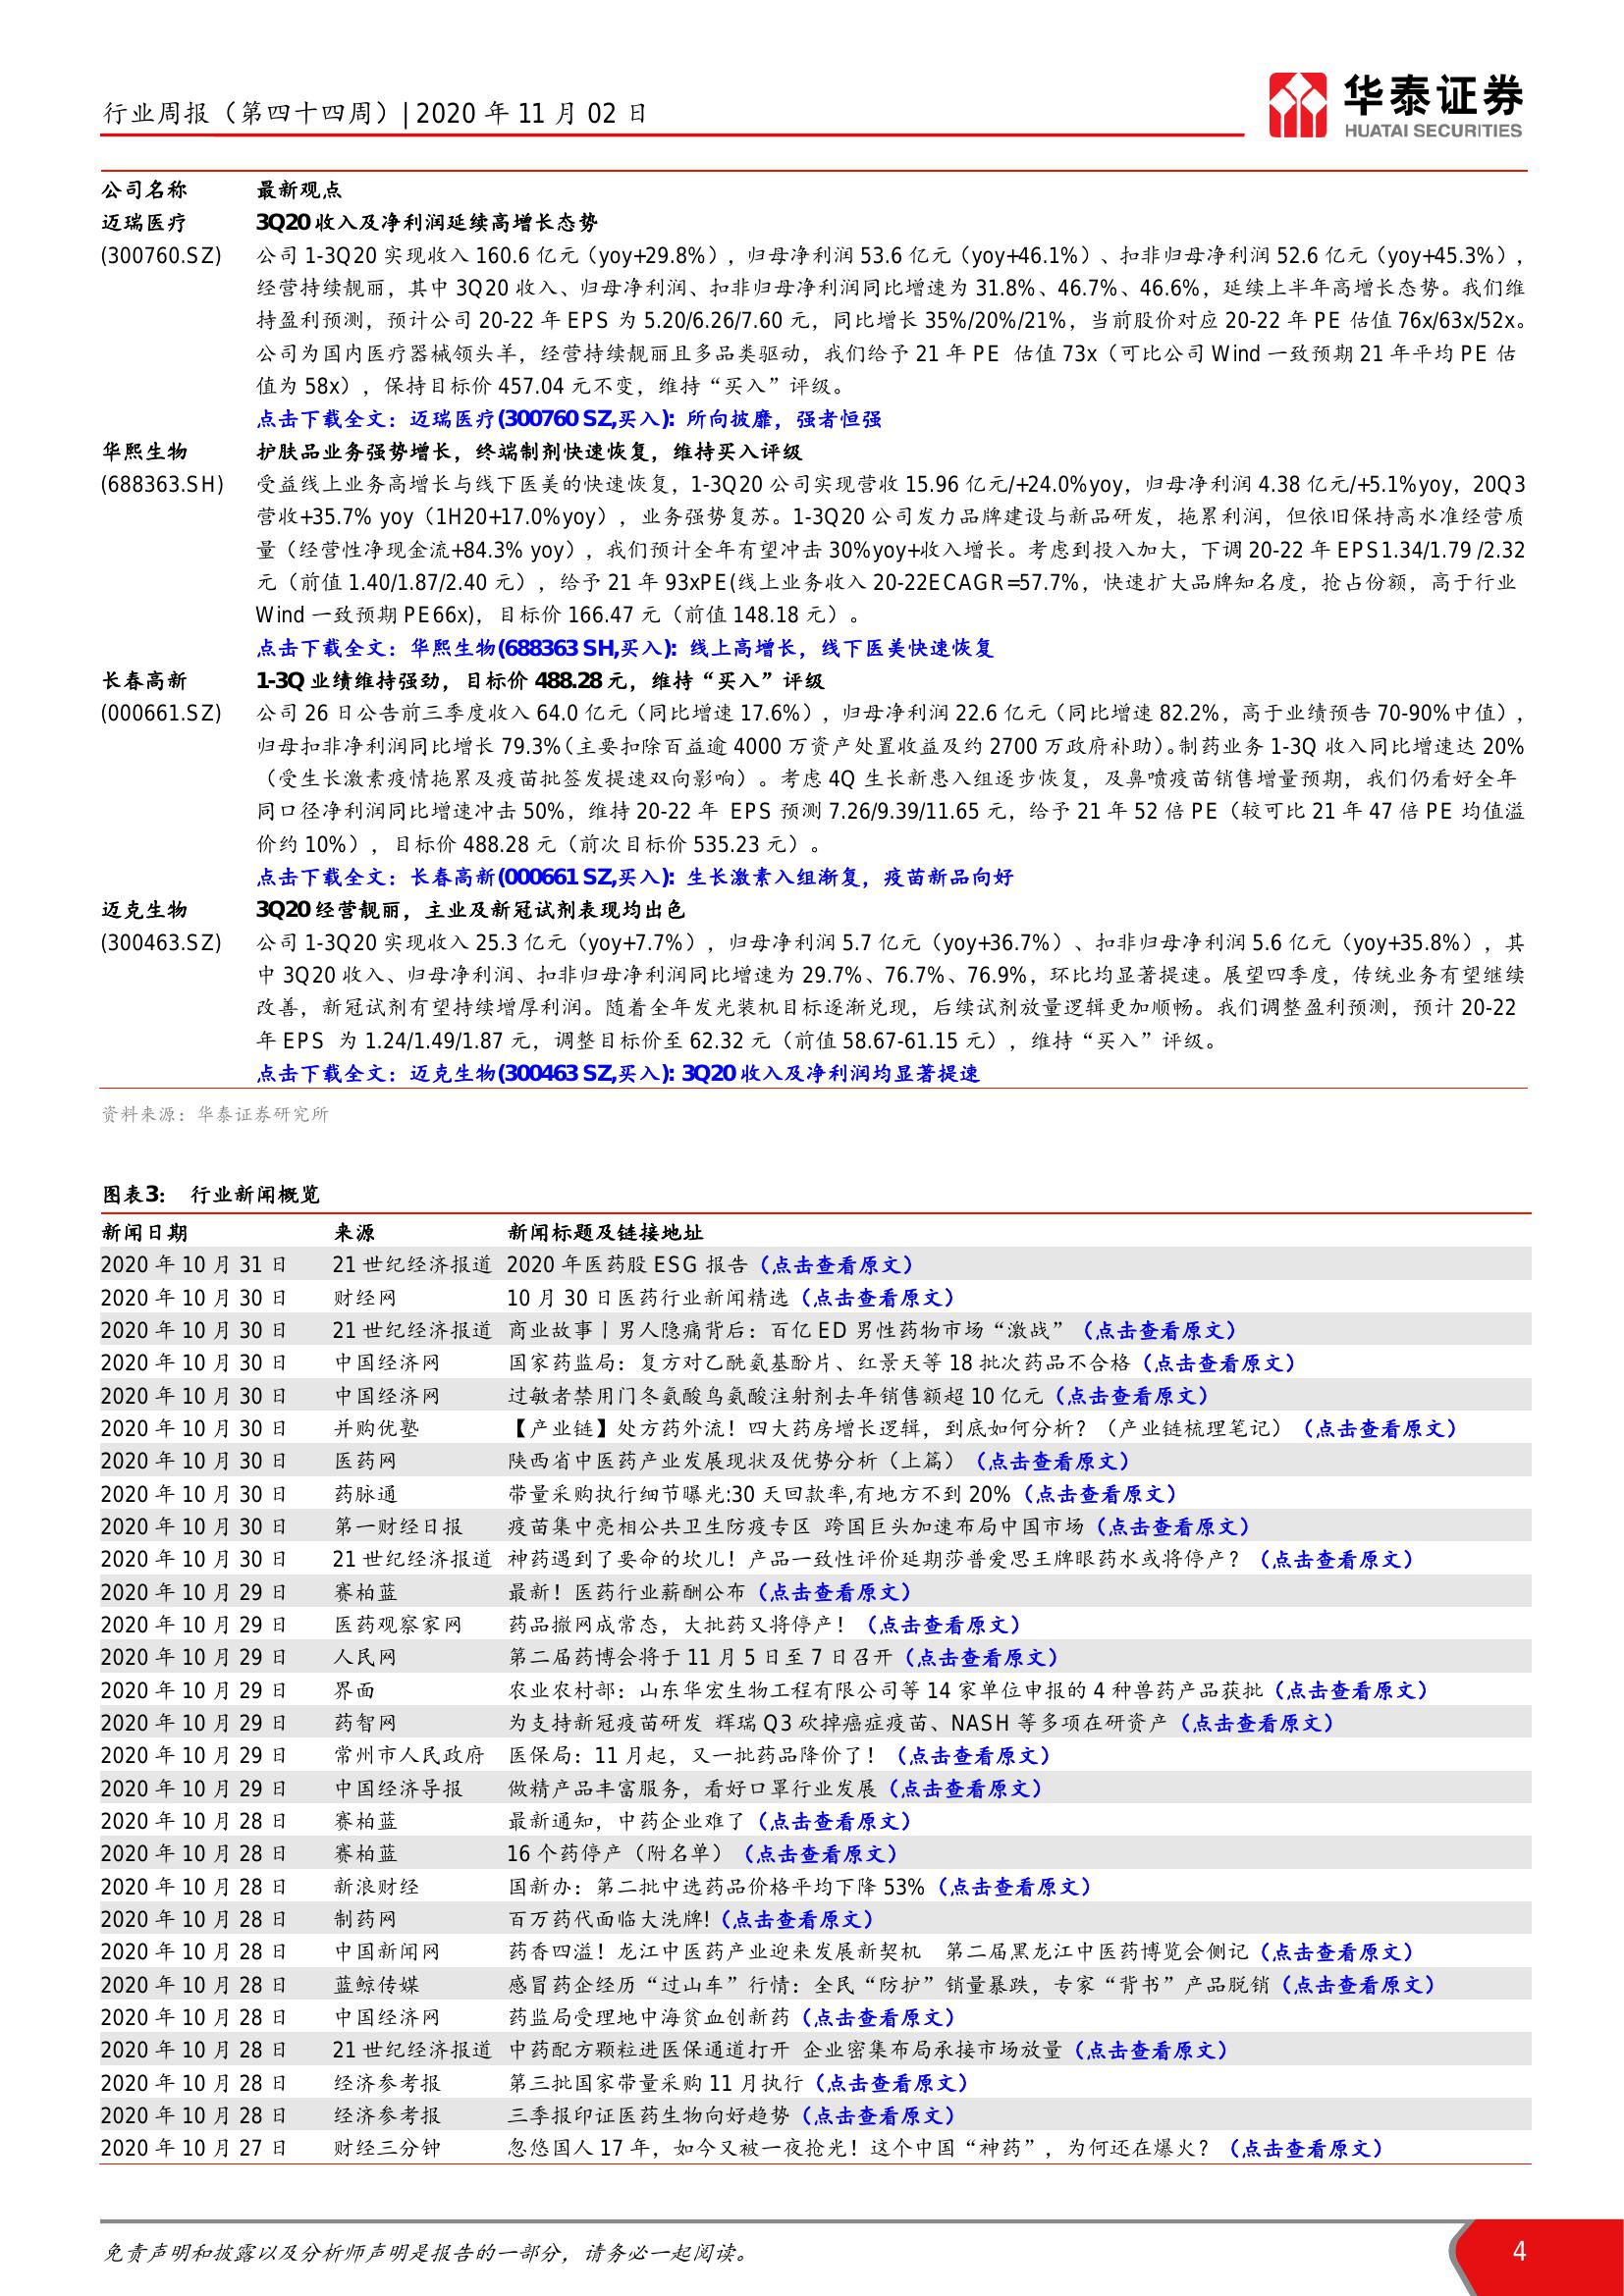 行业周报（第四十四周）| 2020 年 11 月 02 日
华泰证券
HUATAI SECURITIES
公司名称 最新观点
迈瑞医疗 3Q20 收入及净利润延续高增长态势
(300760.SZ) 公司 1-3Q20 实现收入 160.6 亿元（yoy+29.8%），归母净利润 53.6 亿元（yoy+46.1%）、扣非归母净利润 52.6 亿元（yoy+45.3%），
经营持续靓丽，其中 3Q20 收入、归母净利润、扣非归母净利润同比增速为 31.8%、46.7%、46.6%，延续上半年高增长态势。我们维
持盈利预测，预计公司 20-22 年 EPS 为 5.20/6.26/7.60 元，同比增长 35%/20%/21%，当前股价对应 20-22 年 PE 估值 76x/63x/52x。
公司为国内医疗器械领头羊，经营持续靓丽且多品类驱动，我们给予 21 年 PE 估值 73x（可比公司 Wind 一致预期 21 年平均 PE 估
值为 58x），保持目标价 457.04 元不变，维持“买入”评级。
点击下载全文：迈瑞医疗(300760 SZ,买入): 所向披靡，强者恒强
华熙生物 护肤品业务强势增长，终端制剂快速恢复，维持买入评级
(688363.SH) 受益线上业务高增长与线下医美的快速恢复，1-3Q20 公司实现营收 15.96 亿元/+24.0%yoy，归母净利润 4.38 亿元/+5.1%yoy，20Q3
营收+35.7% yoy（1H20+17.0%yoy），业务强势复苏。1-3Q20 公司发力品牌建设与新品研发，拖累利润，但依旧保持高水准经营质
量（经营性净现金流+84.3% yoy），我们预计全年有望冲击 30%yoy+收入增长。考虑到投入加大，下调 20-22 年 EPS1.34/1.79 /2.32
元（前值 1.40/1.87/2.40 元），给予 21 年 93xPE(线上业务收入 20-22ECAGR=57.7%，快速扩大品牌知名度，抢占份额，高于行业
Wind 一致预期 PE66x)，目标价 166.47 元（前值 148.18 元）。
点击下载全文：华熙生物(688363 SH,买入): 线上高增长，线下医美快速恢复
长春高新 1-3Q 业绩维持强劲，目标价 488.28 元，维持“买入”评级
(000661.SZ) 公司 26 日公告前三季度收入 64.0 亿元（同比增速 17.6%），归母净利润 22.6 亿元（同比增速 82.2%，高于业绩预告 70-90%中值），
归母扣非净利润同比增长 79.3%（主要扣除百益逾 4000 万资产处置收益及约 2700 万政府补助）。制药业务 1-3Q 收入同比增速达 20%
（受生长激素疫情拖累及疫苗批签发提速双向影响）。考虑 4Q 生长新患入组逐步恢复，及鼻喷疫苗销售增量预期，我们仍看好全年
同口径净利润同比增速冲击 50%，维持 20-22 年 EPS 预测 7.26/9.39/11.65 元，给予 21 年 52 倍 PE（较可比 21 年 47 倍 PE 均值溢
价约 10%），目标价 488.28 元（前次目标价 535.23 元）。
点击下载全文：长春高新(000661 SZ,买入): 生长激素入组渐复，疫苗新品向好
迈克生物 3Q20 经营靓丽，主业及新冠试剂表现均出色
(300463.SZ) 公司 1-3Q20 实现收入 25.3 亿元（yoy+7.7%），归母净利润 5.7 亿元（yoy+36.7%）、扣非归母净利润 5.6 亿元（yoy+35.8%），其
中 3Q20 收入、归母净利润、扣非归母净利润同比增速为 29.7%、76.7%、76.9%，环比均显著提速。展望四季度，传统业务有望继续
改善，新冠试剂有望持续增厚利润。随着全年发光装机目标逐渐兑现，后续试剂放量逻辑更加顺畅。我们调整盈利预测，预计 20-22
年 EPS 为 1.24/1.49/1.87 元，调整目标价至 62.32 元（前值 58.67-61.15 元），维持“买入”评级。
点击下载全文：迈克生物(300463 SZ,买入): 3Q20 收入及净利润均显著提速
资料来源：华泰证券研究所
图表3： 行业新闻概览
新闻日期 来源 新闻标题及链接地址
2020 年 10 月 31 日 21 世纪经济报道 2020 年医药股 ESG 报告（点击查看原文）
2020 年 10 月 30 日 财经网 10 月 30 日医药行业新闻精选（点击查看原文）
2020 年 10 月 30 日 21 世纪经济报道 商业故事丨男人隐痛背后：百亿 ED 男性药物市场“激战”（点击查看原文）
2020 年 10 月 30 日 中国经济网 国家药监局：复方对乙酰氨基酚片、红景天等 18 批次药品不合格（点击查看原文）
2020 年 10 月 30 日 中国经济网 过敏者禁用门冬氨酸鸟氨酸注射剂去年销售额超 10 亿元（点击查看原文）
2020 年 10 月 30 日 并购优塾 【产业链】处方药外流！四大药房增长逻辑，到底如何分析？（产业链梳理笔记）（点击查看原文）
2020 年 10 月 30 日 医药网 陕西省中医药产业发展现状及优势分析（上篇）（点击查看原文）
2020 年 10 月 30 日 药脉通 带量采购执行细节曝光:30 天回款率,有地方不到 20%（点击查看原文）
2020 年 10 月 30 日 第一财经日报 疫苗集中亮相公共卫生防疫专区 跨国巨头加速布局中国市场（点击查看原文）
2020 年 10 月 30 日 21 世纪经济报道 神药遇到了要命的坎儿！产品一致性评价延期莎普爱思王牌眼药水或将停产？（点击查看原文）
2020 年 10 月 29 日 赛柏蓝 最新！医药行业薪酬公布（点击查看原文）
2020 年 10 月 29 日 医药观察家网 药品撤网成常态，大批药又将停产！（点击查看原文）
2020 年 10 月 29 日 人民网 第二届药博会将于 11 月 5 日至 7 日召开（点击查看原文）
2020 年 10 月 29 日 界面 农业农村部：山东华宏生物工程有限公司等 14 家单位申报的 4 种兽药产品获批（点击查看原文）
2020 年 10 月 29 日 药智网 为支持新冠疫苗研发 辉瑞 Q3 砍掉癌症疫苗、NASH 等多项在研资产（点击查看原文）
2020 年 10 月 29 日 常州市人民政府 医保局：11 月起，又一批药品降价了！（点击查看原文）
2020 年 10 月 29 日 中国经济导报 做精产品丰富服务，看好口罩行业发展（点击查看原文）
2020 年 10 月 28 日 赛柏蓝 最新通知，中药企业难了（点击查看原文）
2020 年 10 月 28 日 赛柏蓝 16 个药停产（附名单）（点击查看原文）
2020 年 10 月 28 日 新浪财经 国新办：第二批中选药品价格平均下降 53%（点击查看原文）
2020 年 10 月 28 日 制药网 百万药代面临大洗牌!（点击查看原文）
2020 年 10 月 28 日 中国新闻网 药香四溢！龙江中医药产业迎来发展新契机 第二届黑龙江中医药博览会侧记（点击查看原文）
2020 年 10 月 28 日 蓝鲸传媒 感冒药企经历“过山车”行情：全民“防护”销量暴跌，专家“背书”产品脱销（点击查看原文）
2020 年 10 月 28 日 中国经济网 药监局受理地中海贫血创新药（点击查看原文）
2020 年 10 月 28 日 21 世纪经济报道 中药配方颗粒进医保通道打开 企业密集布局承接市场放量（点击查看原文）
2020 年 10 月 28 日 经济参考报 第三批国家带量采购 11 月执行（点击查看原文）
2020 年 10 月 28 日 经济参考报 三季报印证医药生物向好趋势（点击查看原文）
2020 年 10 月 27 日 财经三分钟 忽悠国人 17 年，如今又被一夜抢光！这个中国“神药”，为何还在爆火？（点击查看原文）
免责声明和披露以及分析师声明是报告的一部分，请务必一起阅读。
4